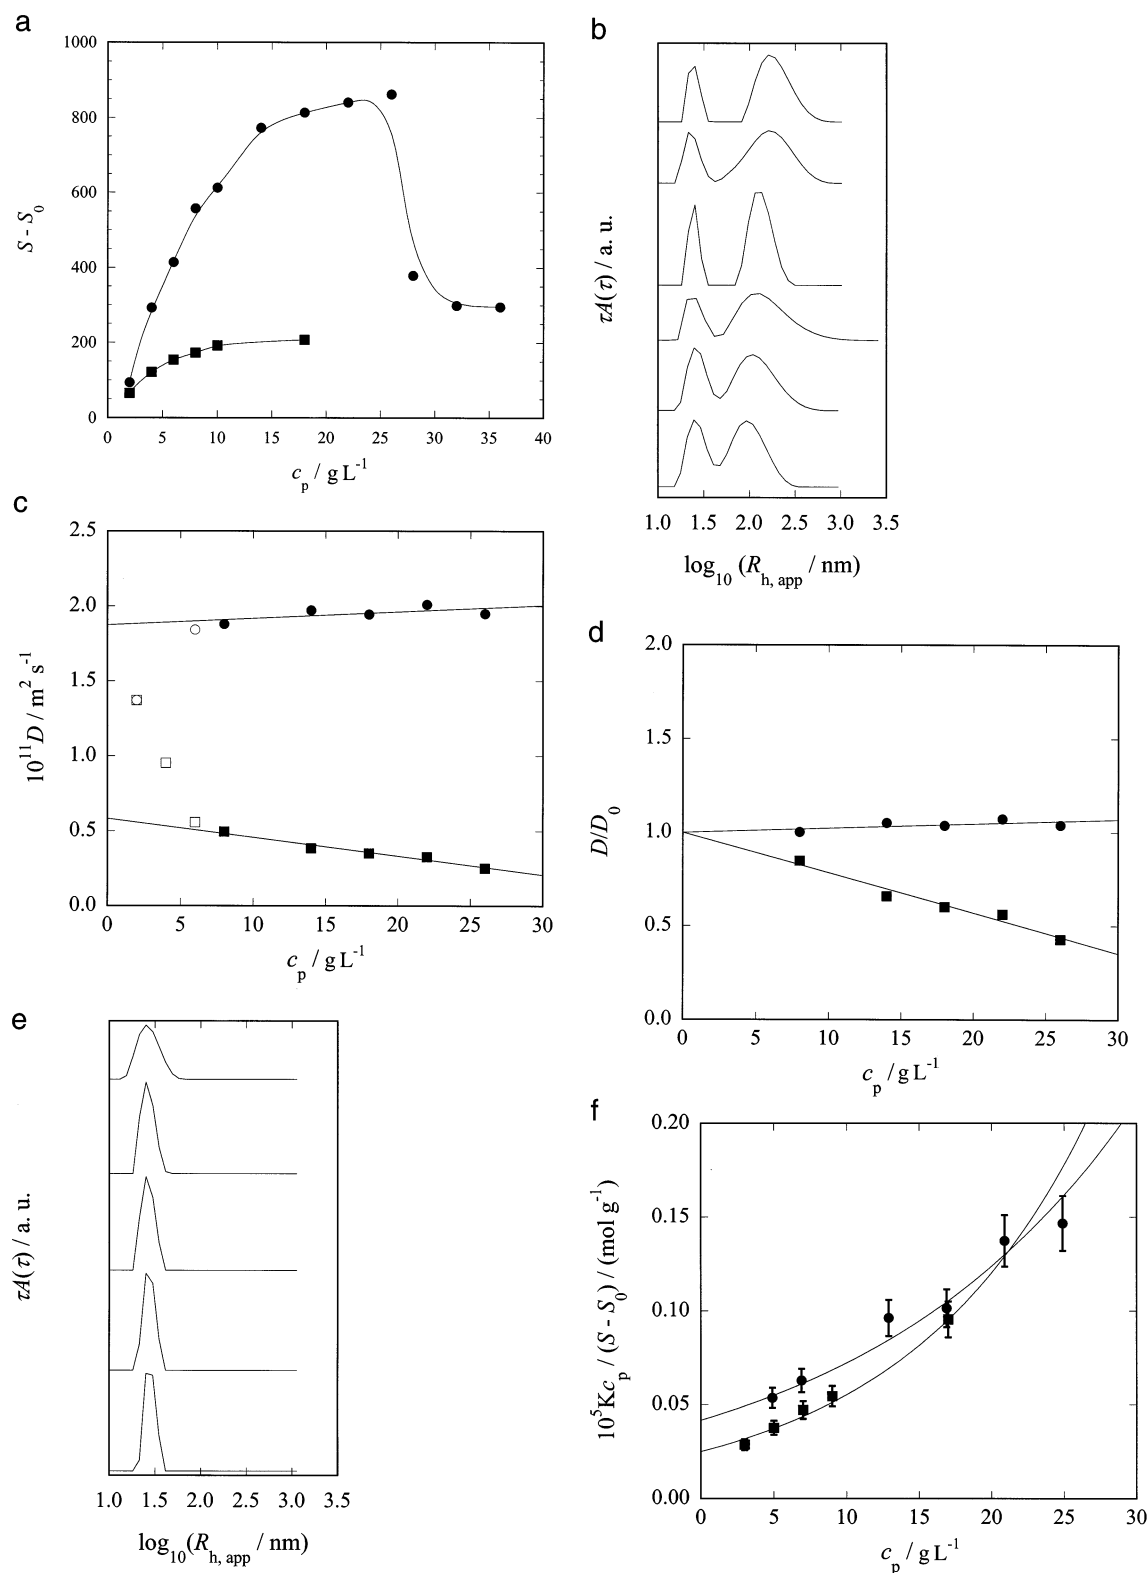 a
1000
800
600
400
200
0
0 5 10 15 20 25 30 35 40
S - S₀
cₚ / g L⁻¹
b
τA(τ) / a. u.
1.0 1.5 2.0 2.5 3.0 3.5
log₁₀ (R_h, app / nm)
c
2.5
2.0
1.5
1.0
0.5
0.0
0 5 10 15 20 25 30
10¹¹D / m² s⁻¹
cₚ / g L⁻¹
d
2.0
1.5
1.0
0.5
0.0
0 5 10 15 20 25 30
D/D₀
cₚ / g L⁻¹
e
τA(τ) / a. u.
1.0 1.5 2.0 2.5 3.0 3.5
log₁₀(R_h, app / nm)
f
0.20
0.15
0.10
0.05
0.00
0 5 10 15 20 25 30
10⁵Kcₚ / (S - S₀) / (mol g⁻¹)
cₚ / g L⁻¹